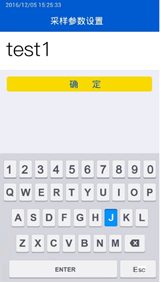 2016/12/05 15:25:33
采样参数设置
test1
确 定
1 2 3 4 5 6 7 8 9 0
Q W E R T Y U I O P
A S D F G H J K L
Z X C V B N M
ENTER Esc